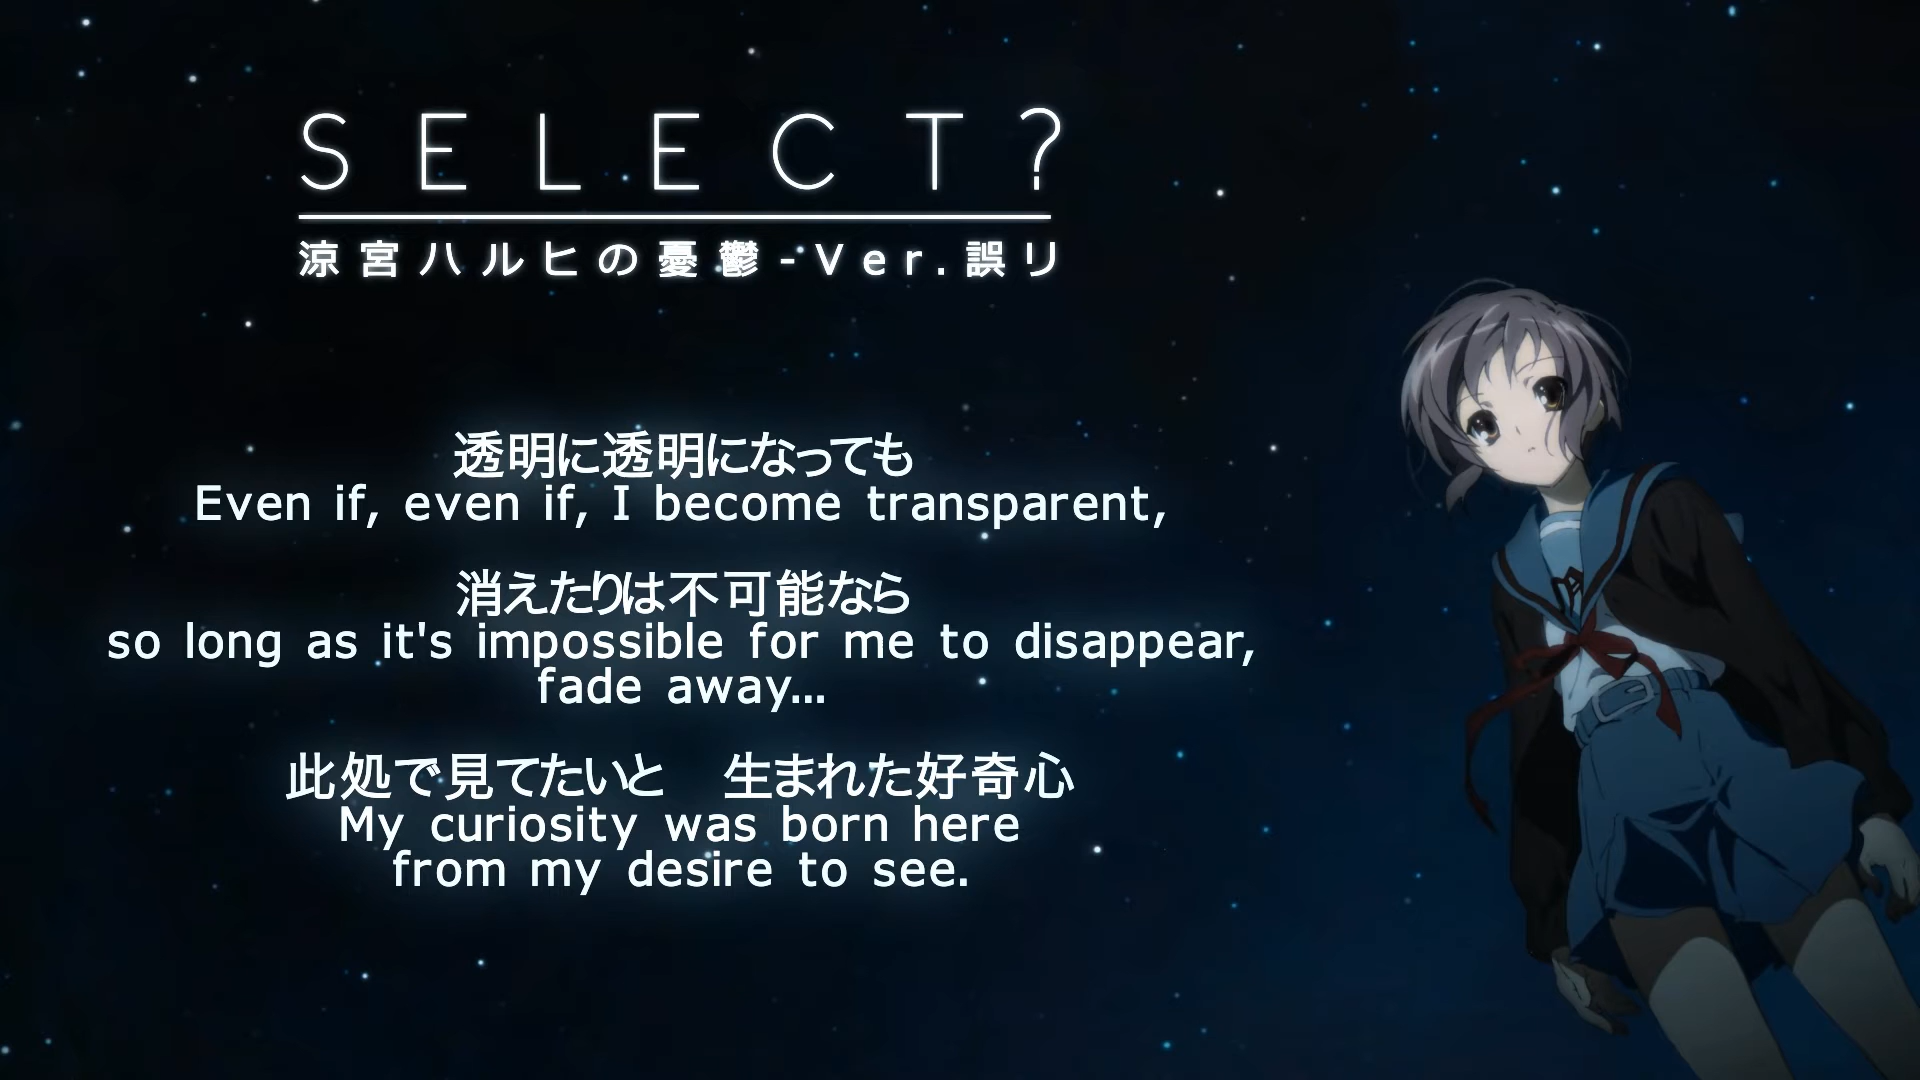 SELECT?
涼宮ハルヒの憂鬱-Ver.誤リ
透明に透明になっても
Even if, even if, I become transparent,
消えたりは不可能なら
so long as it's impossible for me to disappear,
fade away...
此処で見てたいと　生まれた好奇心
My curiosity was born here
from my desire to see.